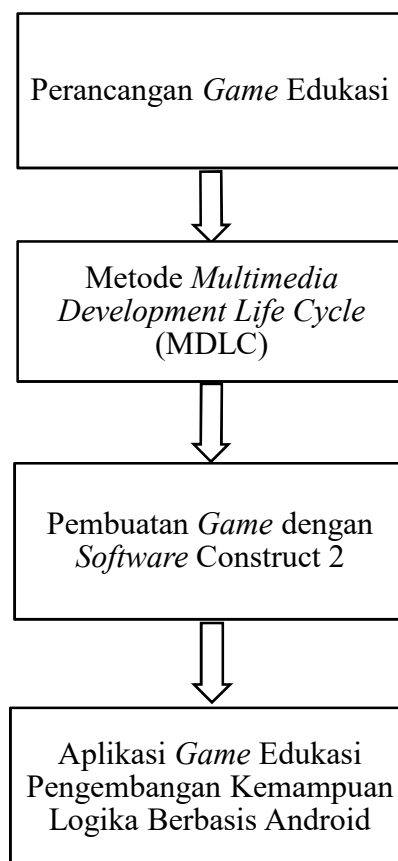 Perancangan Game Edukasi
Metode Multimedia
Development Life Cycle
(MDLC)
Pembuatan Game dengan
Software Construct 2
Aplikasi Game Edukasi
Pengembangan Kemampuan
Logika Berbasis Android